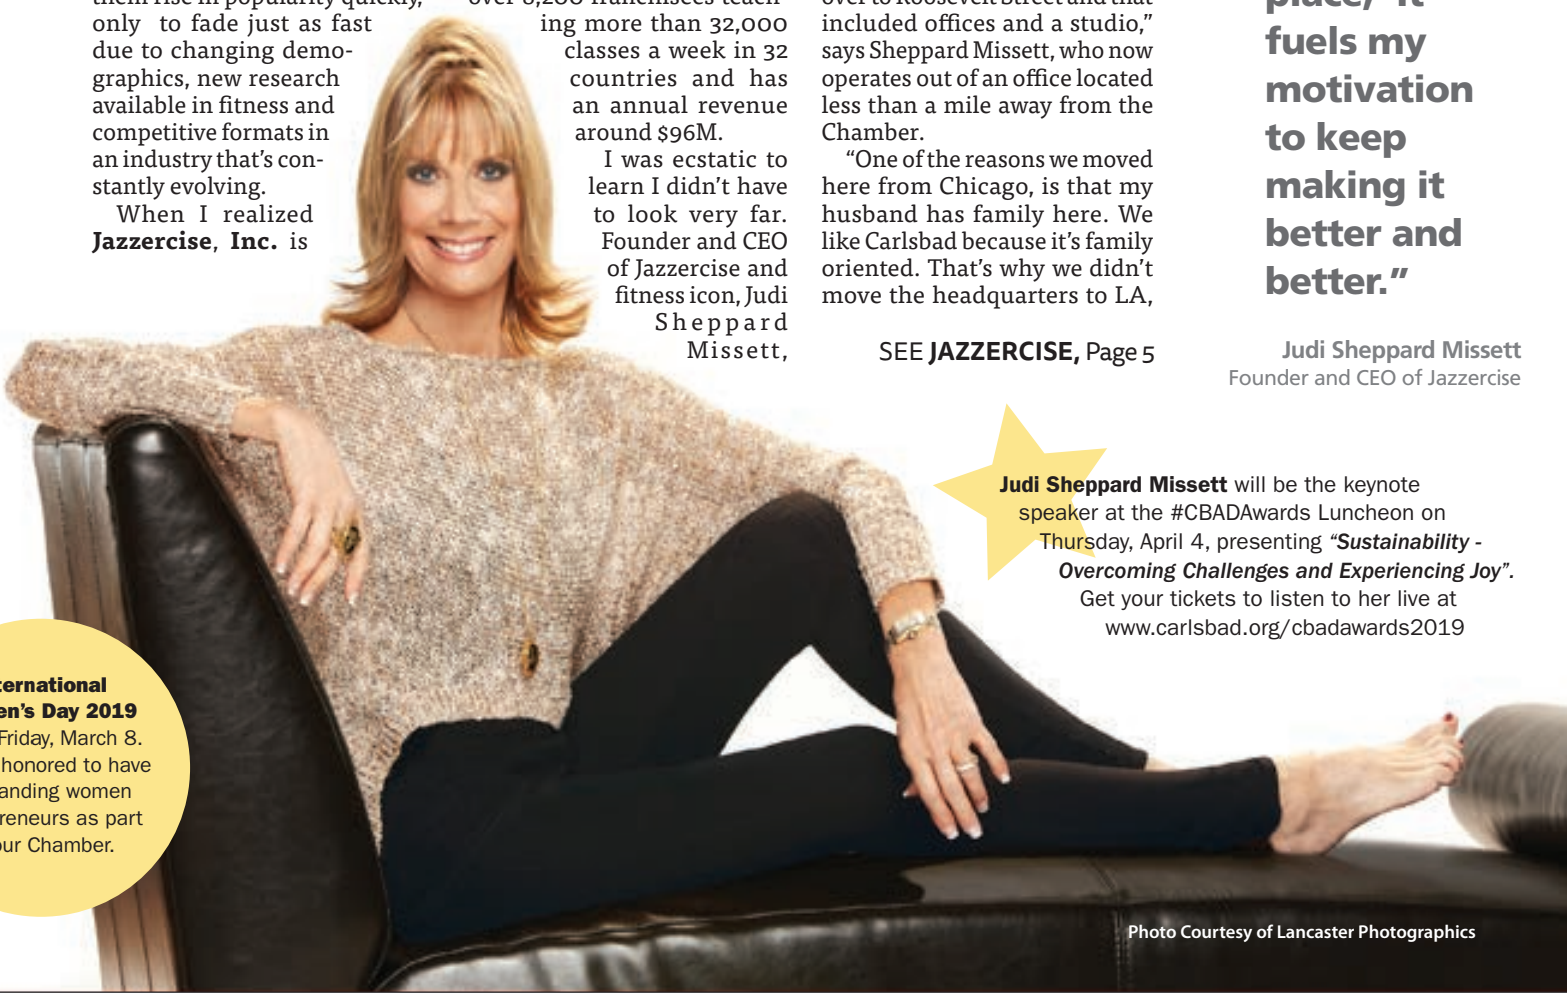 only to fade just as fast
due to changing demo-
graphics, new research
available in fitness and
competitive formats in
an industry that's con-
stantly evolving.
When I realized
Jazzercise, Inc. is
ing more than 32,000
classes a week in 32
countries and has
an annual revenue
around $96M.
I was ecstatic to
learn I didn't have
to look very far.
Founder and CEO
of Jazzercise and
fitness icon, Judi
Sheppard
Missett,
included offices and a studio,”
says Sheppard Missett, who now
operates out of an office located
less than a mile away from the
Chamber.
“One of the reasons we moved
here from Chicago, is that my
husband has family here. We
like Carlsbad because it's family
oriented. That's why we didn't
move the headquarters to LA,
SEE JAZZERCISE, Page 5
fuels my
motivation
to keep
making it
better and
better.”
Judi Sheppard Missett
Founder and CEO of Jazzercise
Judi Sheppard Missett will be the keynote
speaker at the #CBADAwards Luncheon on
Thursday, April 4, presenting “Sustainability -
Overcoming Challenges and Experiencing Joy”.
Get your tickets to listen to her live at
www.carlsbad.org/cbadawards2019
ternational
en's Day 2019
Friday, March 8.
honored to have
anding women
reneurs as part
our Chamber.
Photo Courtesy of Lancaster Photographics